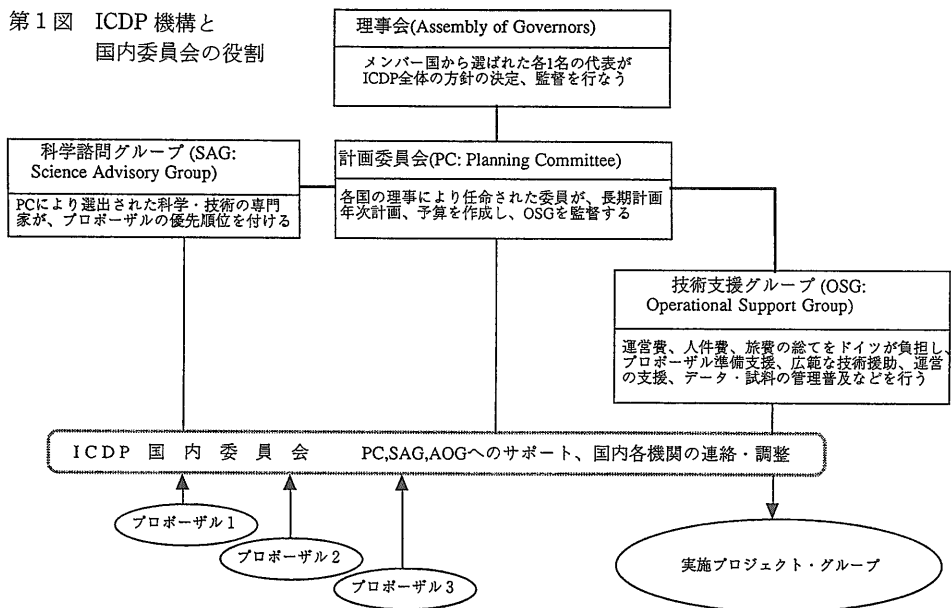 第1図 ICDP 機構と
国内委員会の役割
理事会(Assembly of Governors)
メンバー国から選ばれた各1名の代表が
ICDP全体の方針の決定、監督を行なう
科学諮問グループ (SAG:
Science Advisory Group)
PCにより選出された科学・技術の専門
家が、プロポーザルの優先順位を付ける
計画委員会(PC: Planning Committee)
各国の理事により任命された委員が、長期計画
年次計画、予算を作成し、OSGを監督する
技術支援グループ (OSG:
Operational Support Group)
運営費、人件費、旅費の総てをドイツが負担し、
プロポーザル準備支援、広範な技術援助、運営
の支援、データ・試料の管理普及などを行う
ICDP 国内委員会 PC,SAG,AOGへのサポート、国内各機関の連絡・調整
プロポーザル1
プロポーザル2
プロポーザル3
実施プロジェクト・グループ